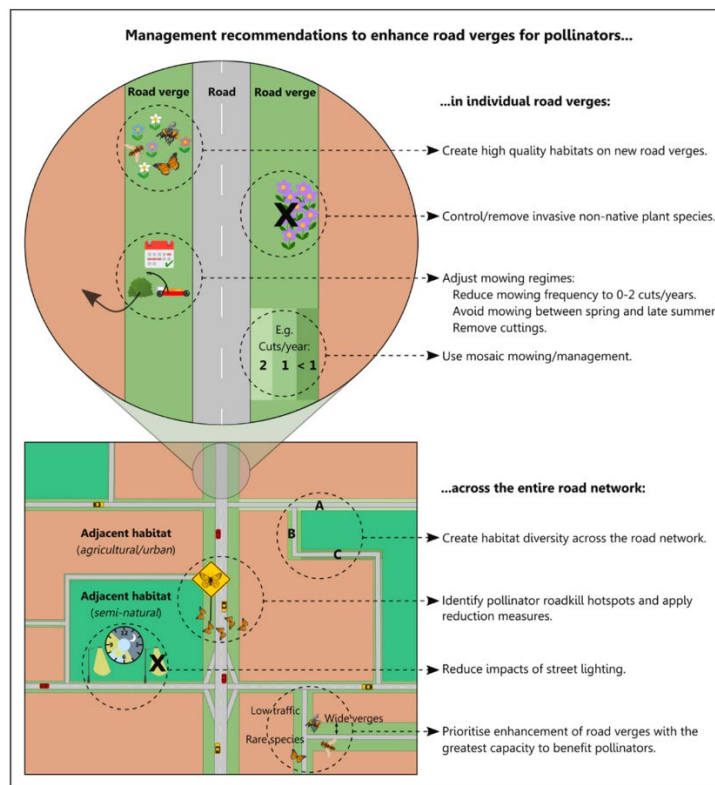 Management recommendations to enhance road verges for pollinators...
Road verge
Road
Road verge
...in individual road verges:
Create high quality habitats on new road verges.
X
Control/remove invasive non-native plant species.
Adjust mowing regimes:
Reduce mowing frequency to 0-2 cuts/years.
Avoid mowing between spring and late summer
Remove cuttings.
E.g.
Cuts/year:
2 1 < 1
Use mosaic mowing/management.
...across the entire road network:
A
B
C
Create habitat diversity across the road network.
Adjacent habitat
(agricultural/urban)
Adjacent habitat
(semi-natural)
Identify pollinator roadkill hotspots and apply
reduction measures.
12
X
Reduce impacts of street lighting.
Low traffic
Wide verges
Rare species
Prioritise enhancement of road verges with the
greatest capacity to benefit pollinators.